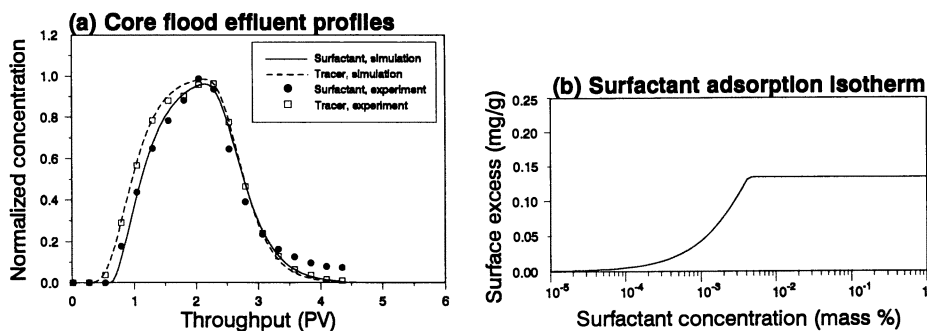 (a) Core flood effluent profiles
Normalized concentration
1.2
1.0
0.8
0.6
0.4
0.2
0.0
0 1 2 3 4 5 6
Throughput (PV)
Surfactant, simulation
Tracer, simulation
Surfactant, experiment
Tracer, experiment
(b) Surfactant adsorption isotherm
Surface excess (mg/g)
0.25
0.20
0.15
0.10
0.05
0.00
10⁻⁵ 10⁻⁴ 10⁻³ 10⁻² 10⁻¹ 1
Surfactant concentration (mass %)